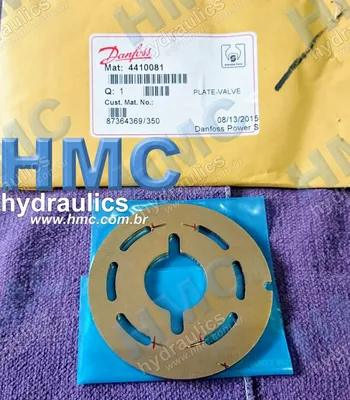 Danfoss
Mat: 4410081
Q: 1
PLATE-VALVE
Cust. Mat. No.:
87364369/350
08/13/2015
Danfoss Power S
HMC
hydraulics
www.hmc.com.br